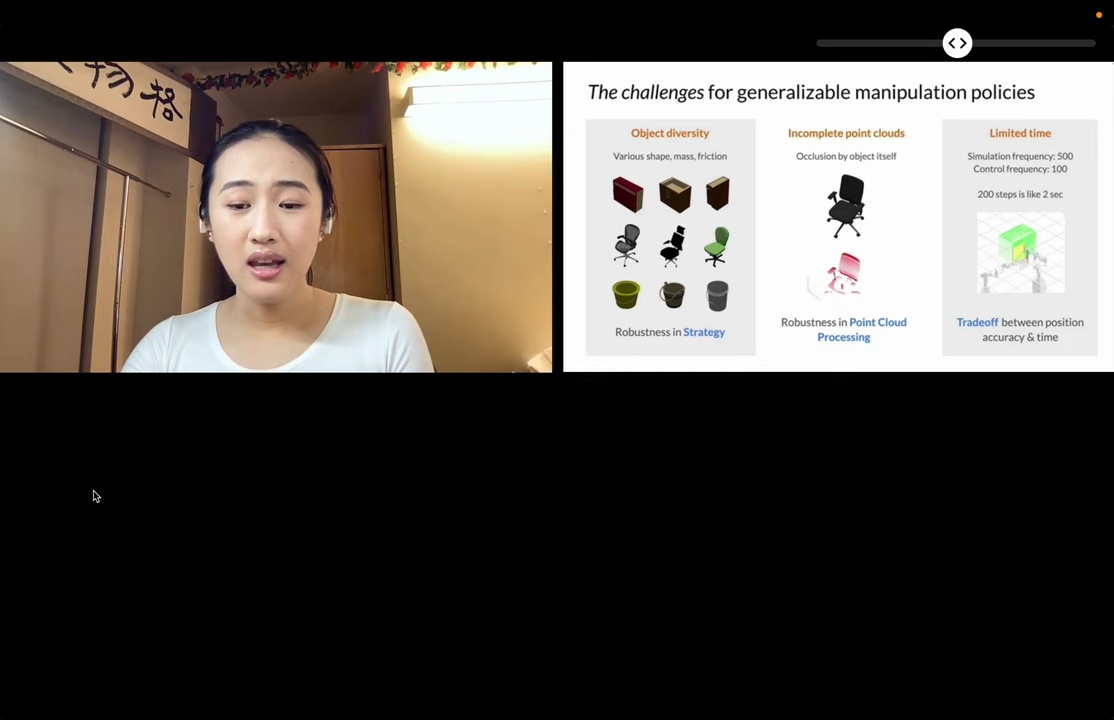 物格
The challenges for generalizable manipulation policies
Object diversity
Various shape, mass, friction
Robustness in Strategy
Incomplete point clouds
Occlusion by object itself
Robustness in Point Cloud
Processing
Limited time
Simulation frequency: 500
Control frequency: 100
200 steps is like 2 sec
Tradeoff between position
accuracy & time